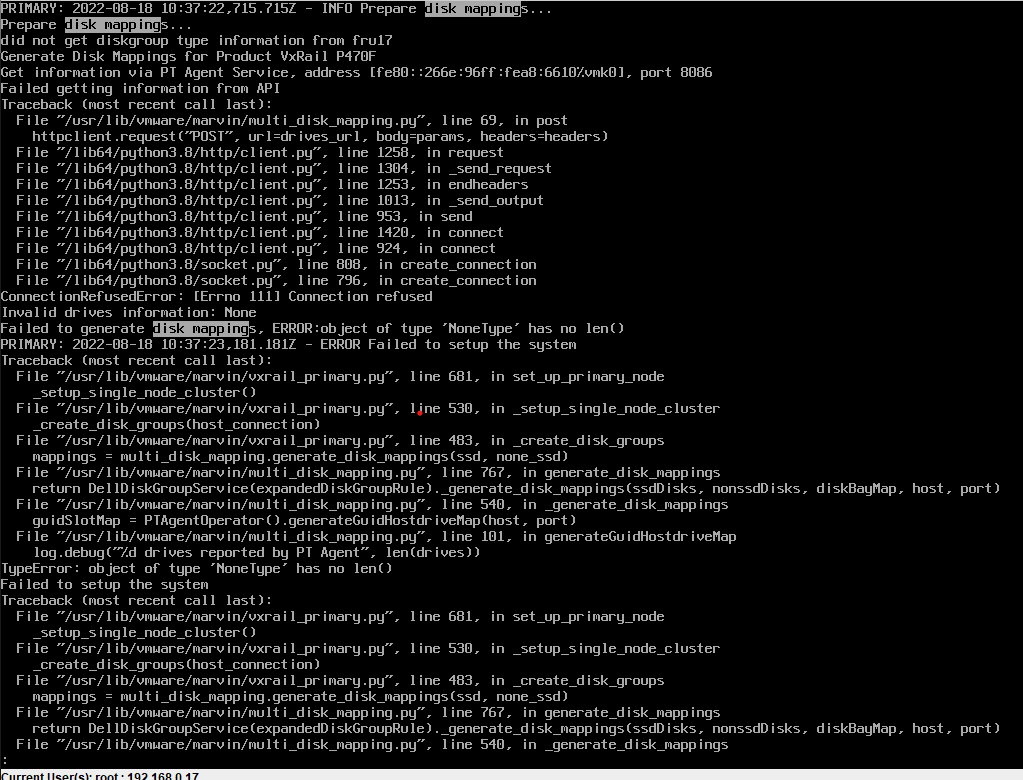 PRIMARY: 2022-08-18 10:37:22,715.715Z - INFO Prepare disk mappings...
Prepare disk mappings...
did not get diskgroup type information from fru17
Generate Disk Mappings for Product VxRail P470F
Get information via PT Agent Service, address [fe80::266e:96ff:fea8:6610%vmk0], port 8086
Failed getting information from API
Traceback (most recent call last):
  File "/usr/lib/vmware/marvin/multi_disk_mapping.py", line 69, in post
    httpclient.request("POST", url=drives_url, body=params, headers=headers)
  File "/lib64/python3.8/http/client.py", line 1258, in request
  File "/lib64/python3.8/http/client.py", line 1304, in _send_request
  File "/lib64/python3.8/http/client.py", line 1253, in endheaders
  File "/lib64/python3.8/http/client.py", line 1013, in _send_output
  File "/lib64/python3.8/http/client.py", line 953, in send
  File "/lib64/python3.8/http/client.py", line 1420, in connect
  File "/lib64/python3.8/http/client.py", line 924, in connect
  File "/lib64/python3.8/socket.py", line 808, in create_connection
  File "/lib64/python3.8/socket.py", line 796, in create_connection
ConnectionRefusedError: [Errno 111] Connection refused
Invalid drives information: None
Failed to generate disk mappings, ERROR:object of type 'NoneType' has no len()
PRIMARY: 2022-08-18 10:37:23,181.181Z - ERROR Failed to setup the system
Traceback (most recent call last):
  File "/usr/lib/vmware/marvin/vxrail_primary.py", line 681, in set_up_primary_node
    _setup_single_node_cluster()
  File "/usr/lib/vmware/marvin/vxrail_primary.py", line 530, in _setup_single_node_cluster
    _create_disk_groups(host_connection)
  File "/usr/lib/vmware/marvin/vxrail_primary.py", line 483, in _create_disk_groups
    mappings = multi_disk_mapping.generate_disk_mappings(ssd, none_ssd)
  File "/usr/lib/vmware/marvin/multi_disk_mapping.py", line 767, in generate_disk_mappings
    return DellDiskGroupService(expandedDiskGroupRule)._generate_disk_mappings(ssdDisks, nonssdDisks, diskBayMap, host, port)
  File "/usr/lib/vmware/marvin/multi_disk_mapping.py", line 540, in _generate_disk_mappings
    guidSlotMap = PTAgentOperator().generateGuidHostdriveMap(host, port)
  File "/usr/lib/vmware/marvin/multi_disk_mapping.py", line 101, in generateGuidHostdriveMap
    log.debug("%d drives reported by PT Agent", len(drives))
TypeError: object of type 'NoneType' has no len()
Failed to setup the system
Traceback (most recent call last):
  File "/usr/lib/vmware/marvin/vxrail_primary.py", line 681, in set_up_primary_node
    _setup_single_node_cluster()
  File "/usr/lib/vmware/marvin/vxrail_primary.py", line 530, in _setup_single_node_cluster
    _create_disk_groups(host_connection)
  File "/usr/lib/vmware/marvin/vxrail_primary.py", line 483, in _create_disk_groups
    mappings = multi_disk_mapping.generate_disk_mappings(ssd, none_ssd)
  File "/usr/lib/vmware/marvin/multi_disk_mapping.py", line 767, in generate_disk_mappings
    return DellDiskGroupService(expandedDiskGroupRule)._generate_disk_mappings(ssdDisks, nonssdDisks, diskBayMap, host, port)
  File "/usr/lib/vmware/marvin/multi_disk_mapping.py", line 540, in _generate_disk_mappings
:
Current User(s): root : 192.168.0.17